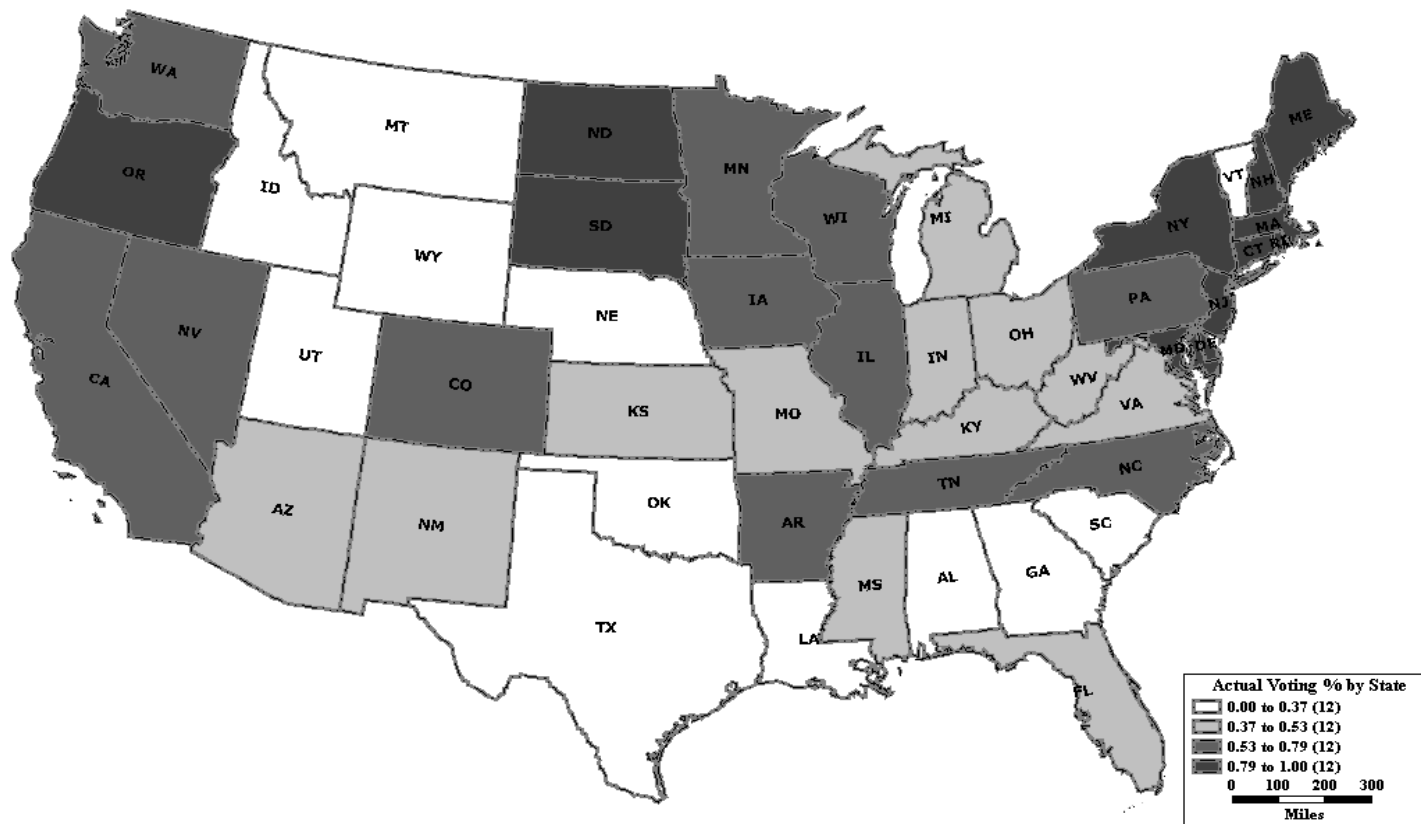 WA
MT
ND
ME
OR
ID
MN
VT
NH
WI
MI
NY
MA
SD
CT RI
WY
IA
PA
NE
NJ
NV
OH
MD DE
UT
IL
IN
CO
WV
CA
KS
MO
VA
KY
NC
TN
OK
AZ
NM
AR
SC
MS
AL
GA
TX
LA
FL
Actual Voting % by State
0.00 to 0.37 (12)
0.37 to 0.53 (12)
0.53 to 0.79 (12)
0.79 to 1.00 (12)
0 100 200 300
Miles